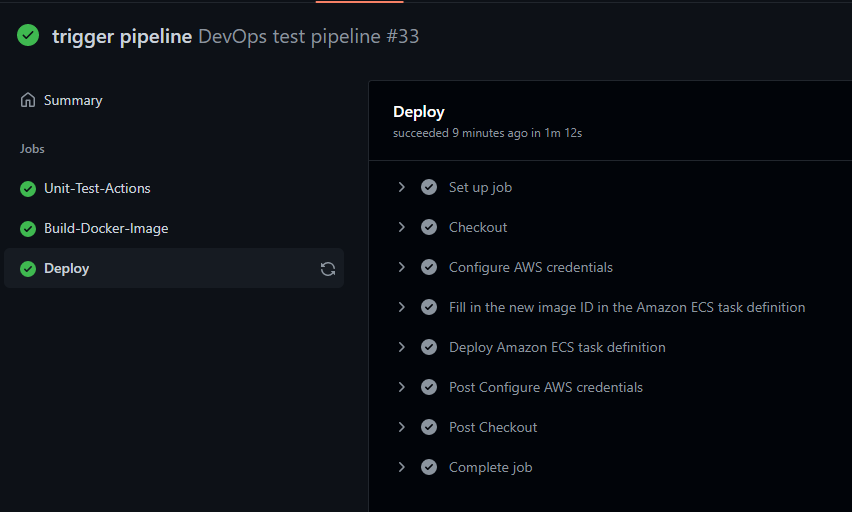 trigger pipeline DevOps test pipeline #33
Summary
Jobs
Unit-Test-Actions
Build-Docker-Image
Deploy
Deploy
succeeded 9 minutes ago in 1m 12s
Set up job
Checkout
Configure AWS credentials
Fill in the new image ID in the Amazon ECS task definition
Deploy Amazon ECS task definition
Post Configure AWS credentials
Post Checkout
Complete job